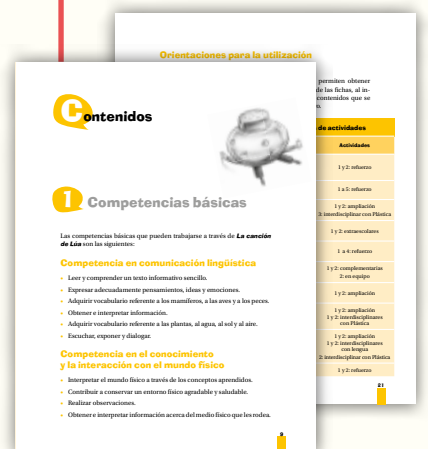 Orientaciones para la utilización
permiten obtener
de las fichas, al in-
contenidos que se
o.
de actividades
Actividades
1 y 2: refuerzo
1 a 5: refuerzo
1 y 2: ampliación
3: interdisciplinar con Plástica
1 y 2: extraescolares
1 a 4: refuerzo
1 y 2: complementarias
2: en equipo
1 y 2: ampliación
1 y 2: ampliación
1 y 2: interdisciplinares
con Plástica
1 y 2: ampliación
1 y 2: interdisciplinares
con lengua
2: interdisciplinar con Plástica
1 y 2: refuerzo
21
Contenidos
1 Competencias básicas
Las competencias básicas que pueden trabajarse a través de La canción
de Lúa son las siguientes:
Competencia en comunicación lingüística
• Leer y comprender un texto informativo sencillo.
• Expresar adecuadamente pensamientos, ideas y emociones.
• Adquirir vocabulario referente a los mamíferos, a las aves y a los peces.
• Obtener e interpretar información.
• Adquirir vocabulario referente a las plantas, al agua, al sol y al aire.
• Escuchar, exponer y dialogar.
Competencia en el conocimiento
y la interacción con el mundo físico
• Interpretar el mundo físico a través de los conceptos aprendidos.
• Contribuir a conservar un entorno físico agradable y saludable.
• Realizar observaciones.
• Obtener e interpretar información acerca del medio físico que les rodea.
9